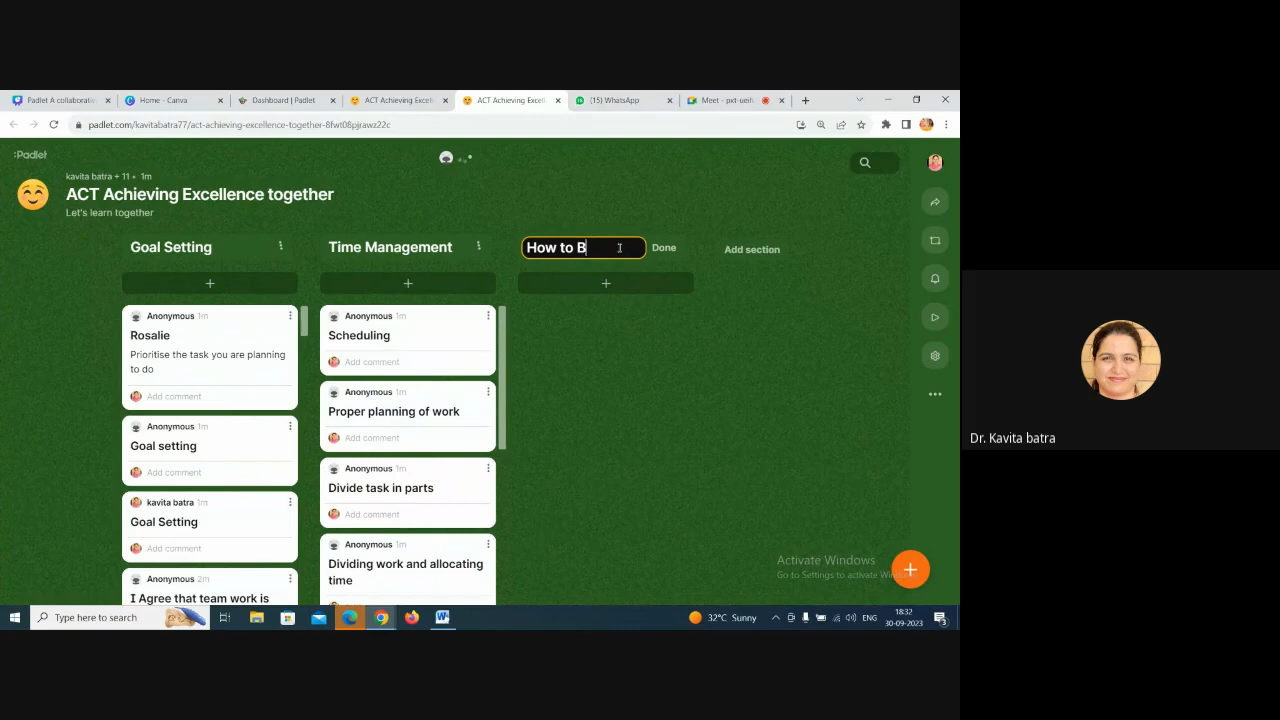 Padlet A collaborativ
Home - Canva
Dashboard | Padlet
ACT Achieving Excelle
ACT Achieving Excell
(15) WhatsApp
Meet - pxt-ueih
padlet.com/kavitabatra77/act-achieving-excellence-together-8fwt08pjrawz22c
:Padlet
kavita batra + 11 • 1m
ACT Achieving Excellence together
Let's learn together
Goal Setting
Time Management
How to B
Done
Add section
Anonymous 1m
Rosalie
Prioritise the task you are planning
to do
Add comment
Anonymous 1m
Goal setting
Add comment
kavita batra 1m
Goal Setting
Add comment
Anonymous 2m
I Agree that team work is
Anonymous 1m
Scheduling
Add comment
Anonymous 1m
Proper planning of work
Add comment
Anonymous 1m
Divide task in parts
Add comment
Anonymous 1m
Dividing work and allocating
time
Dr. Kavita batra
Activate Windows
Go to Settings to activate Win
Type here to search
32°C Sunny
ENG
18:32
30-09-2023
3